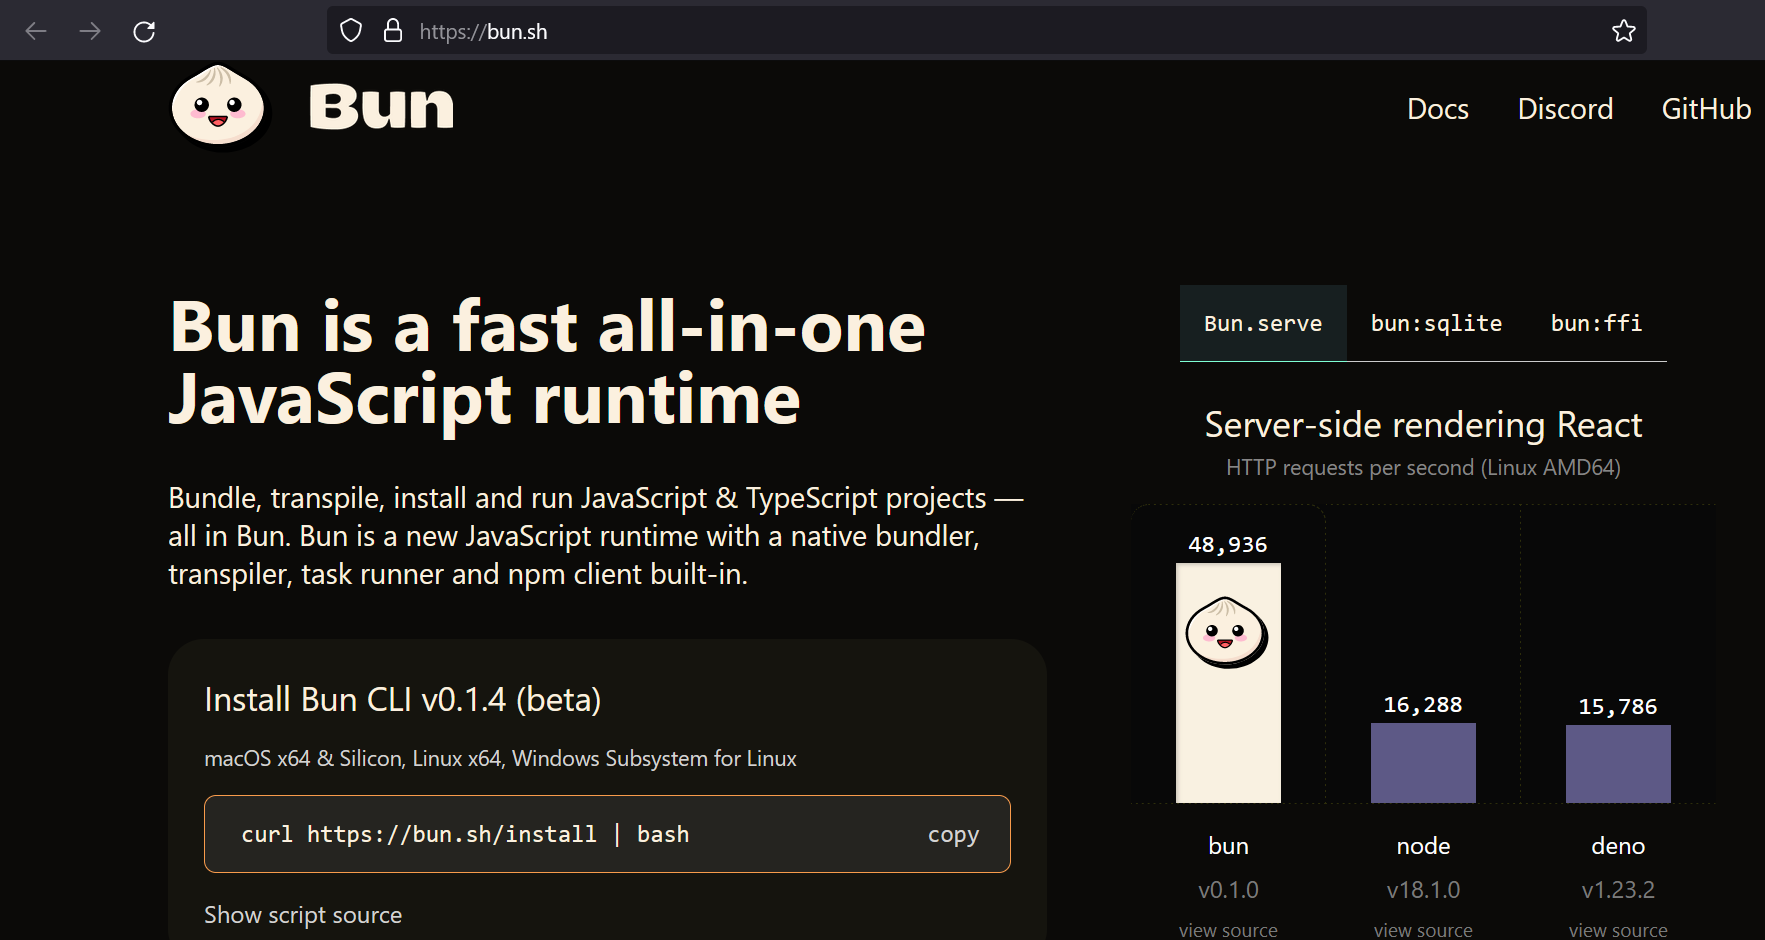 https://bun.sh
Bun
Docs Discord GitHub
Bun is a fast all-in-one
JavaScript runtime
Bundle, transpile, install and run JavaScript & TypeScript projects —
all in Bun. Bun is a new JavaScript runtime with a native bundler,
transpiler, task runner and npm client built-in.
Install Bun CLI v0.1.4 (beta)
macOS x64 & Silicon, Linux x64, Windows Subsystem for Linux
curl https://bun.sh/install | bash copy
Show script source
Bun.serve bun:sqlite bun:ffi
Server-side rendering React
HTTP requests per second (Linux AMD64)
48,936
16,288
15,786
bun node deno
v0.1.0 v18.1.0 v1.23.2
view source view source view source